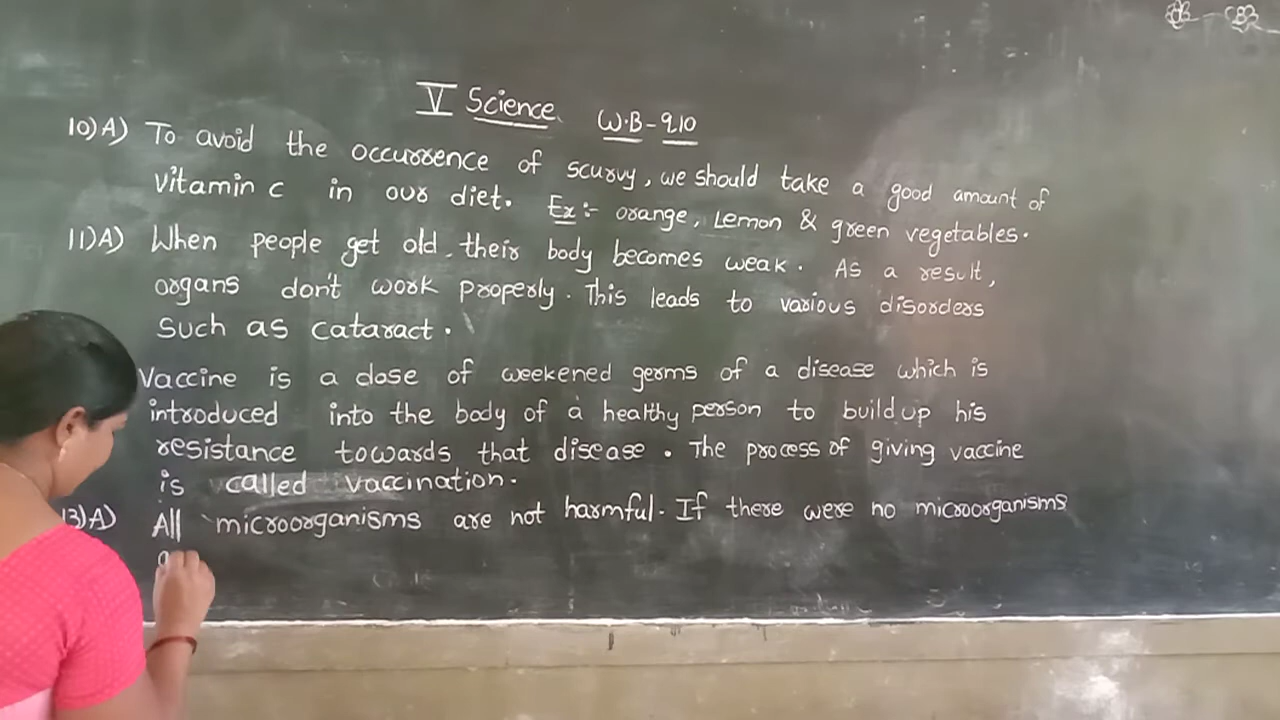 V Science W.B-910
10)A) To avoid the occurrence of scurvy, we should take a good amount of
vitamin c in our diet. Ex:- orange, Lemon & green vegetables.
11)A) When people get old, their body becomes weak. As a result,
organs don't work properly. This leads to various disorders
such as cataract.
Vaccine is a dose of weekened germs of a disease which is
introduced into the body of a healthy person to build up his
resistance towards that disease. The process of giving vaccine
is called vaccination.
13)A) All microorganisms are not harmful. If there were no microorganisms